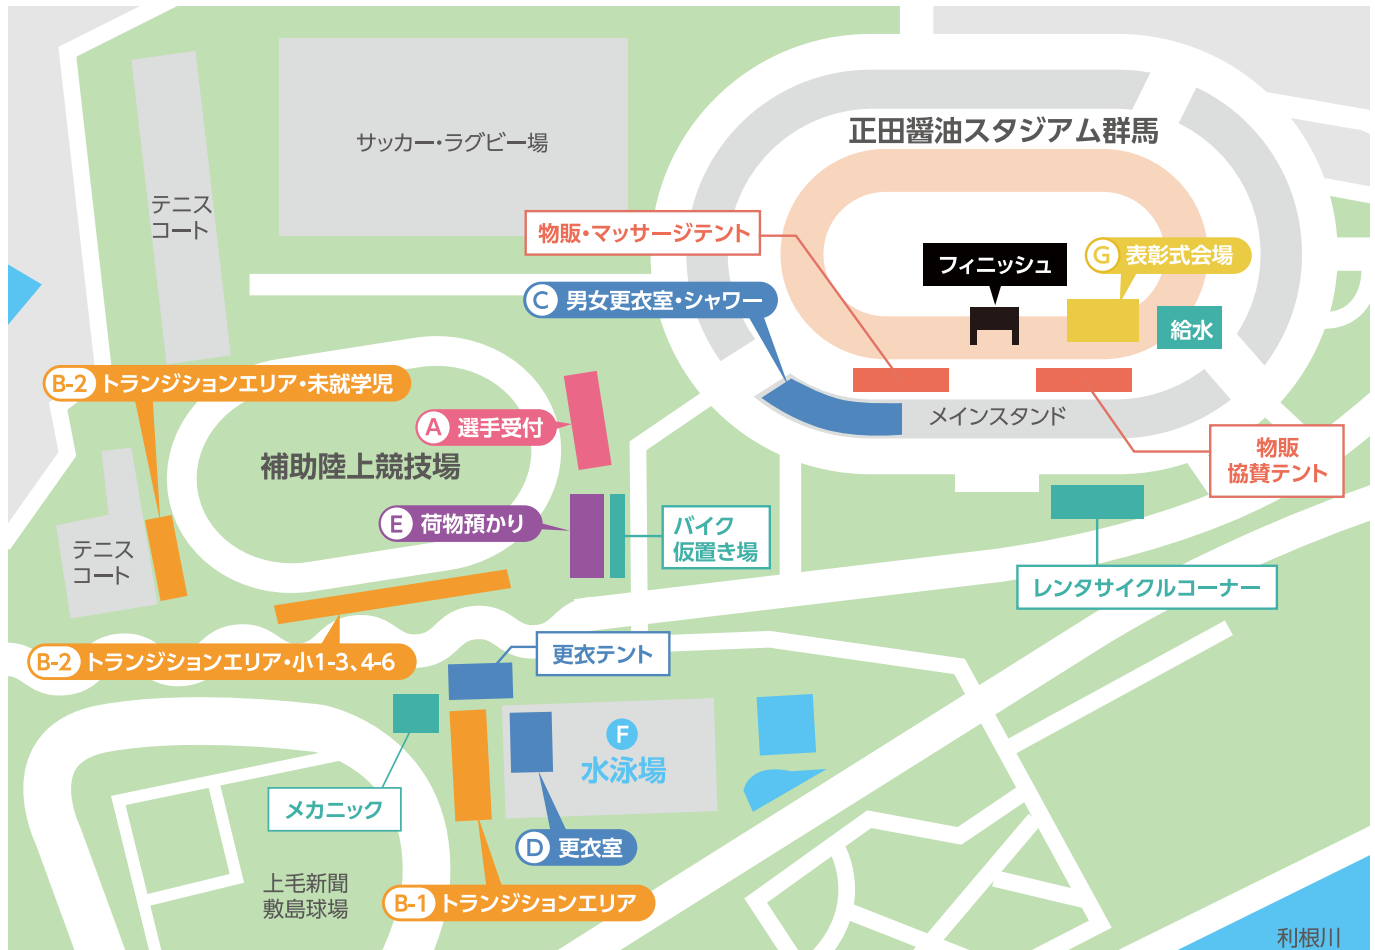 サッカー・ラグビー場
正田醤油スタジアム群馬
テニス
コート
物販・マッサージテント
フィニッシュ
G 表彰式会場
C 男女更衣室・シャワー
給水
B-2 トランジションエリア・未就学児
A 選手受付
メインスタンド
物販
協賛テント
補助陸上競技場
E 荷物預かり
バイク
仮置き場
テニス
コート
レンタサイクルコーナー
B-2 トランジションエリア・小1-3、4-6
更衣テント
F
水泳場
メカニック
D 更衣室
上毛新聞
敷島球場
B-1 トランジションエリア
利根川